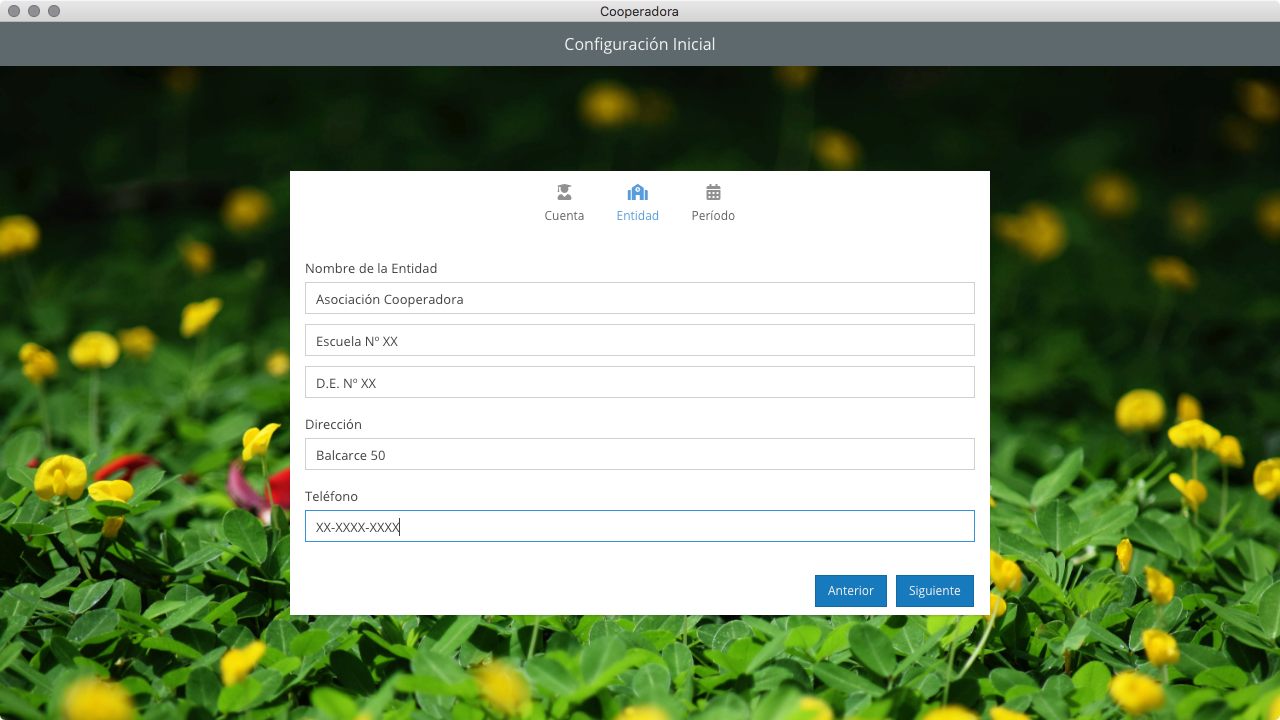 Cooperadora
Configuración Inicial
Cuenta Entidad Período
Nombre de la Entidad
Asociación Cooperadora
Escuela Nº XX
D.E. Nº XX
Dirección
Balcarce 50
Teléfono
XX-XXXX-XXXX
Anterior Siguiente